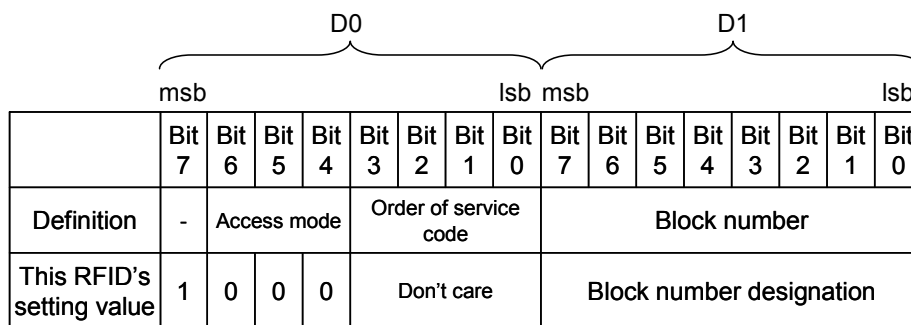 D0 D1
msb lsb msb lsb
Bit 7 Bit 6 Bit 5 Bit 4 Bit 3 Bit 2 Bit 1 Bit 0 Bit 7 Bit 6 Bit 5 Bit 4 Bit 3 Bit 2 Bit 1 Bit 0
Definition - Access mode Order of service code Block number
This RFID's setting value 1 0 0 0 Don't care Block number designation